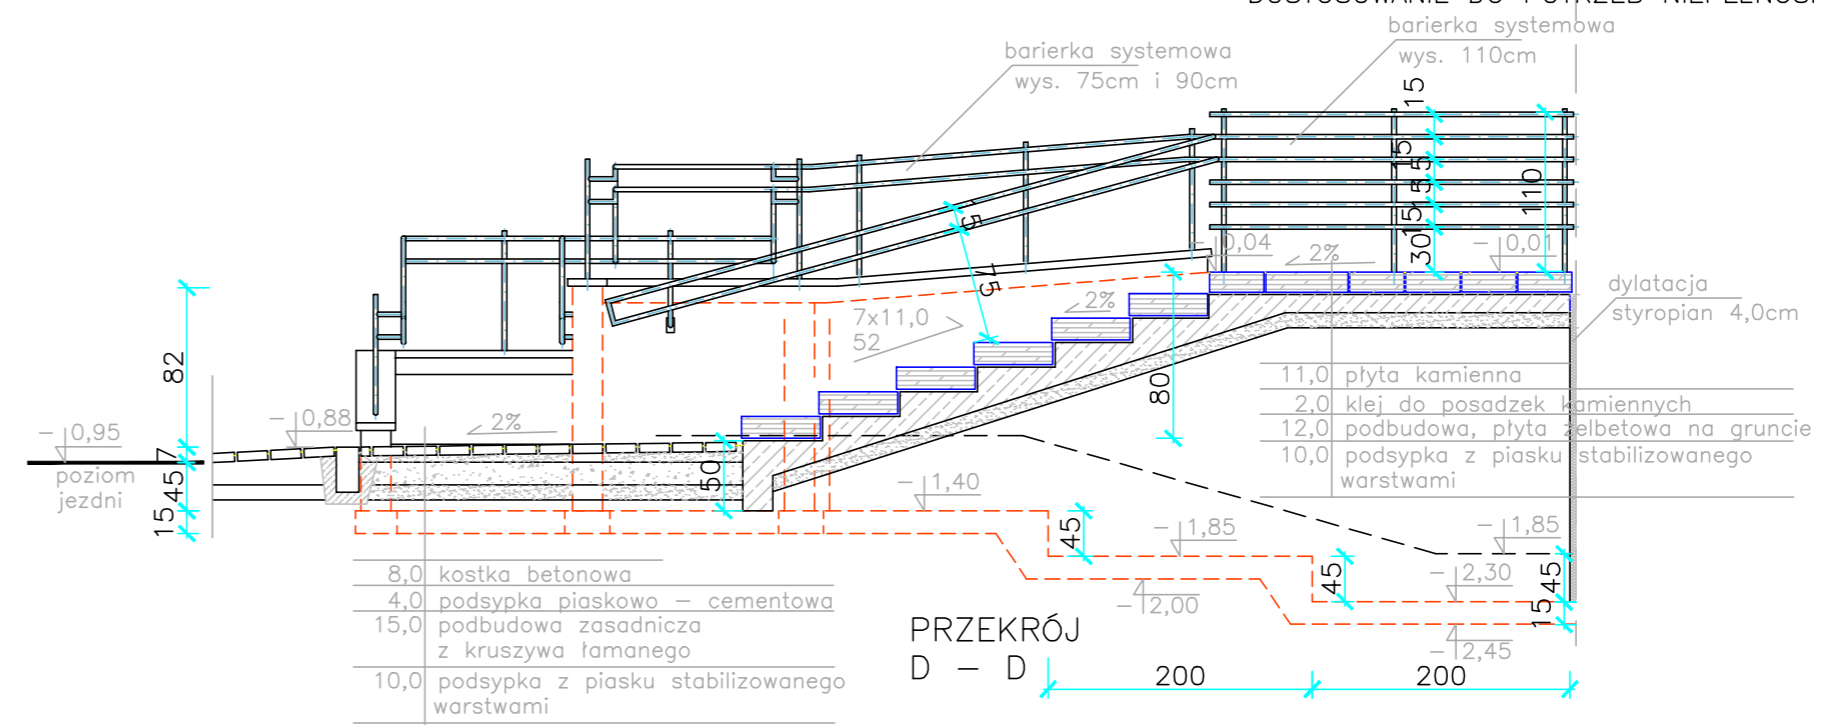 barierka systemowa
wys. 110cm
barierka systemowa
wys. 75cm i 90cm
15
15
15
15
15
30
110
- 0,04
2%
- 0,01
dylatacja
styropian 4,0cm
15
75
2%
7x11,0
52
80
82
- 0,95
- 0,88
2%
7
poziom
jezdni
45
15
50
11,0 płyta kamienna
2,0 klej do posadzek kamiennych
12,0 podbudowa, płyta żelbetowa na gruncie
10,0 podsypka z piasku stabilizowanego
warstwami
- 1,40
45
- 1,85
- 1,85
45
- 2,30
45
- 2,00
15
- 2,45
8,0 kostka betonowa
4,0 podsypka piaskowo – cementowa
15,0 podbudowa zasadnicza
z kruszywa łamanego
10,0 podsypka z piasku stabilizowanego
warstwami
PRZEKRÓJ
D – D
200
200